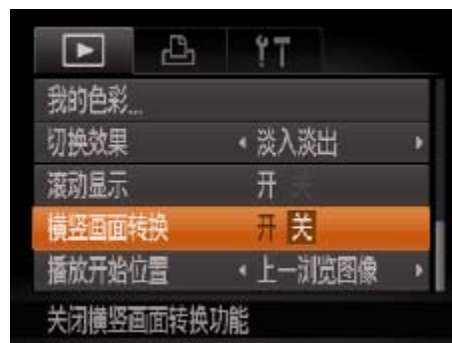 我的色彩...
切换效果 淡入淡出
滚动显示 开 关
横竖画面转换 开 关
播放开始位置 上一浏览图像
关闭横竖画面转换功能